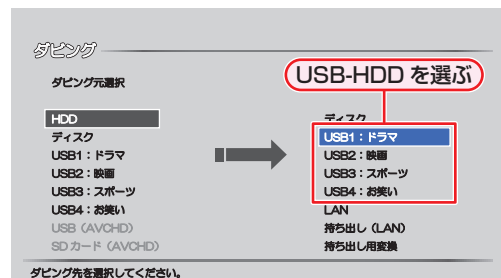 ダビング
ダビング元選択
USB-HDD を選ぶ
HDD
ディスク
USB1：ドラマ
USB2：映画
USB3：スポーツ
USB4：お笑い
USB（AVCHD）
SDカード（AVCHD）
ディスク
USB1：ドラマ
USB2：映画
USB3：スポーツ
USB4：お笑い
LAN
持ち出し（LAN）
持ち出し用変換
ダビング先を選択してください。